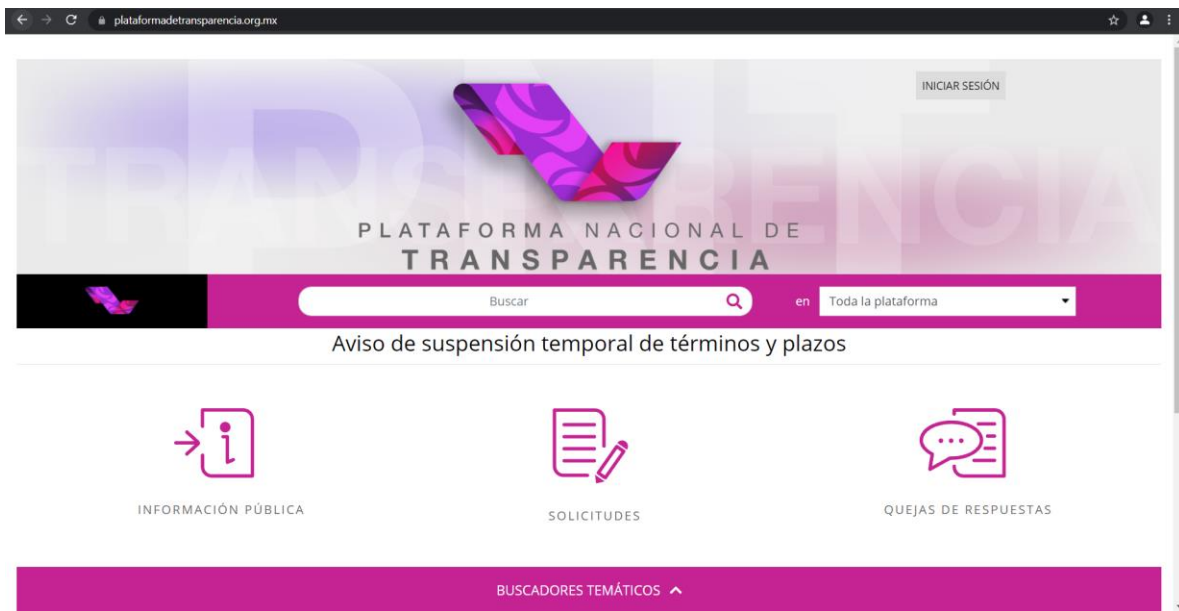 plataformadetransparencia.org.mx
PNT
TRANSPARENCIA
INICIAR SESIÓN
PLATAFORMA NACIONAL DE
TRANSPARENCIA
Buscar
en
Toda la plataforma
Aviso de suspensión temporal de términos y plazos
INFORMACIÓN PÚBLICA
SOLICITUDES
QUEJAS DE RESPUESTAS
BUSCADORES TEMÁTICOS